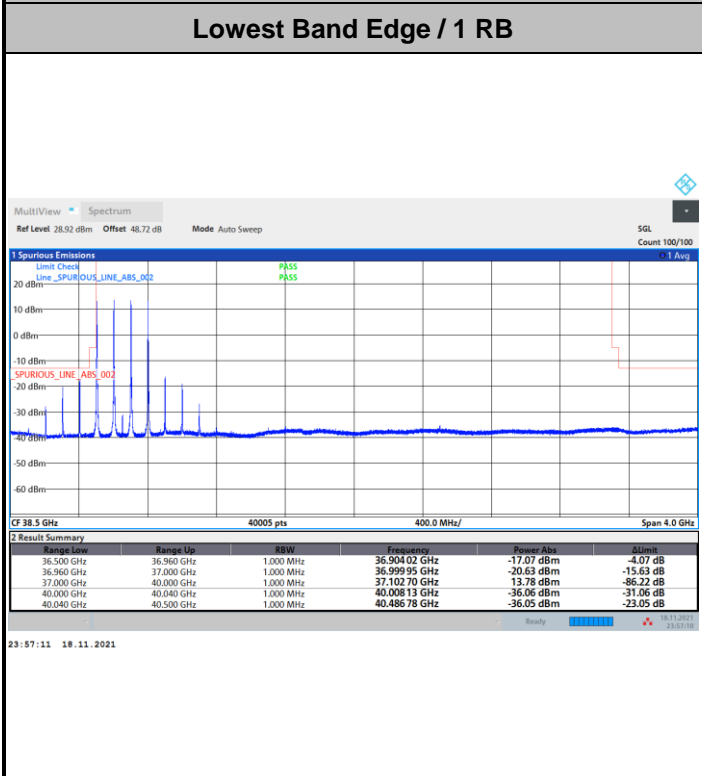 Lowest Band Edge / 1 RB
MultiView Spectrum
Ref Level 28.92 dBm Offset 48.72 dB Mode Auto Sweep SGL
Count 100/100
1 Spurious Emissions 1 Avg
Limit Check PASS
Line _SPURIOUS_LINE_ABS_002 PASS
20 dBm
10 dBm
0 dBm
-10 dBm
_SPURIOUS_LINE_ABS_002
-20 dBm
-30 dBm
-40 dBm
-50 dBm
-60 dBm
CF 38.5 GHz 40005 pts 400.0 MHz/ Span 4.0 GHz
2 Result Summary
Range Low Range Up RBW Frequency Power Abs ΔLimit
36.500 GHz 36.960 GHz 1.000 MHz 36.904 02 GHz -17.07 dBm -4.07 dB
36.960 GHz 37.000 GHz 1.000 MHz 36.999 95 GHz -20.63 dBm -15.63 dB
37.000 GHz 40.000 GHz 1.000 MHz 37.102 70 GHz 13.78 dBm -86.22 dB
40.000 GHz 40.040 GHz 1.000 MHz 40.008 13 GHz -36.06 dBm -31.06 dB
40.040 GHz 40.500 GHz 1.000 MHz 40.486 78 GHz -36.05 dBm -23.05 dB
Ready 18.11.2021
23:57:10
23:57:11 18.11.2021